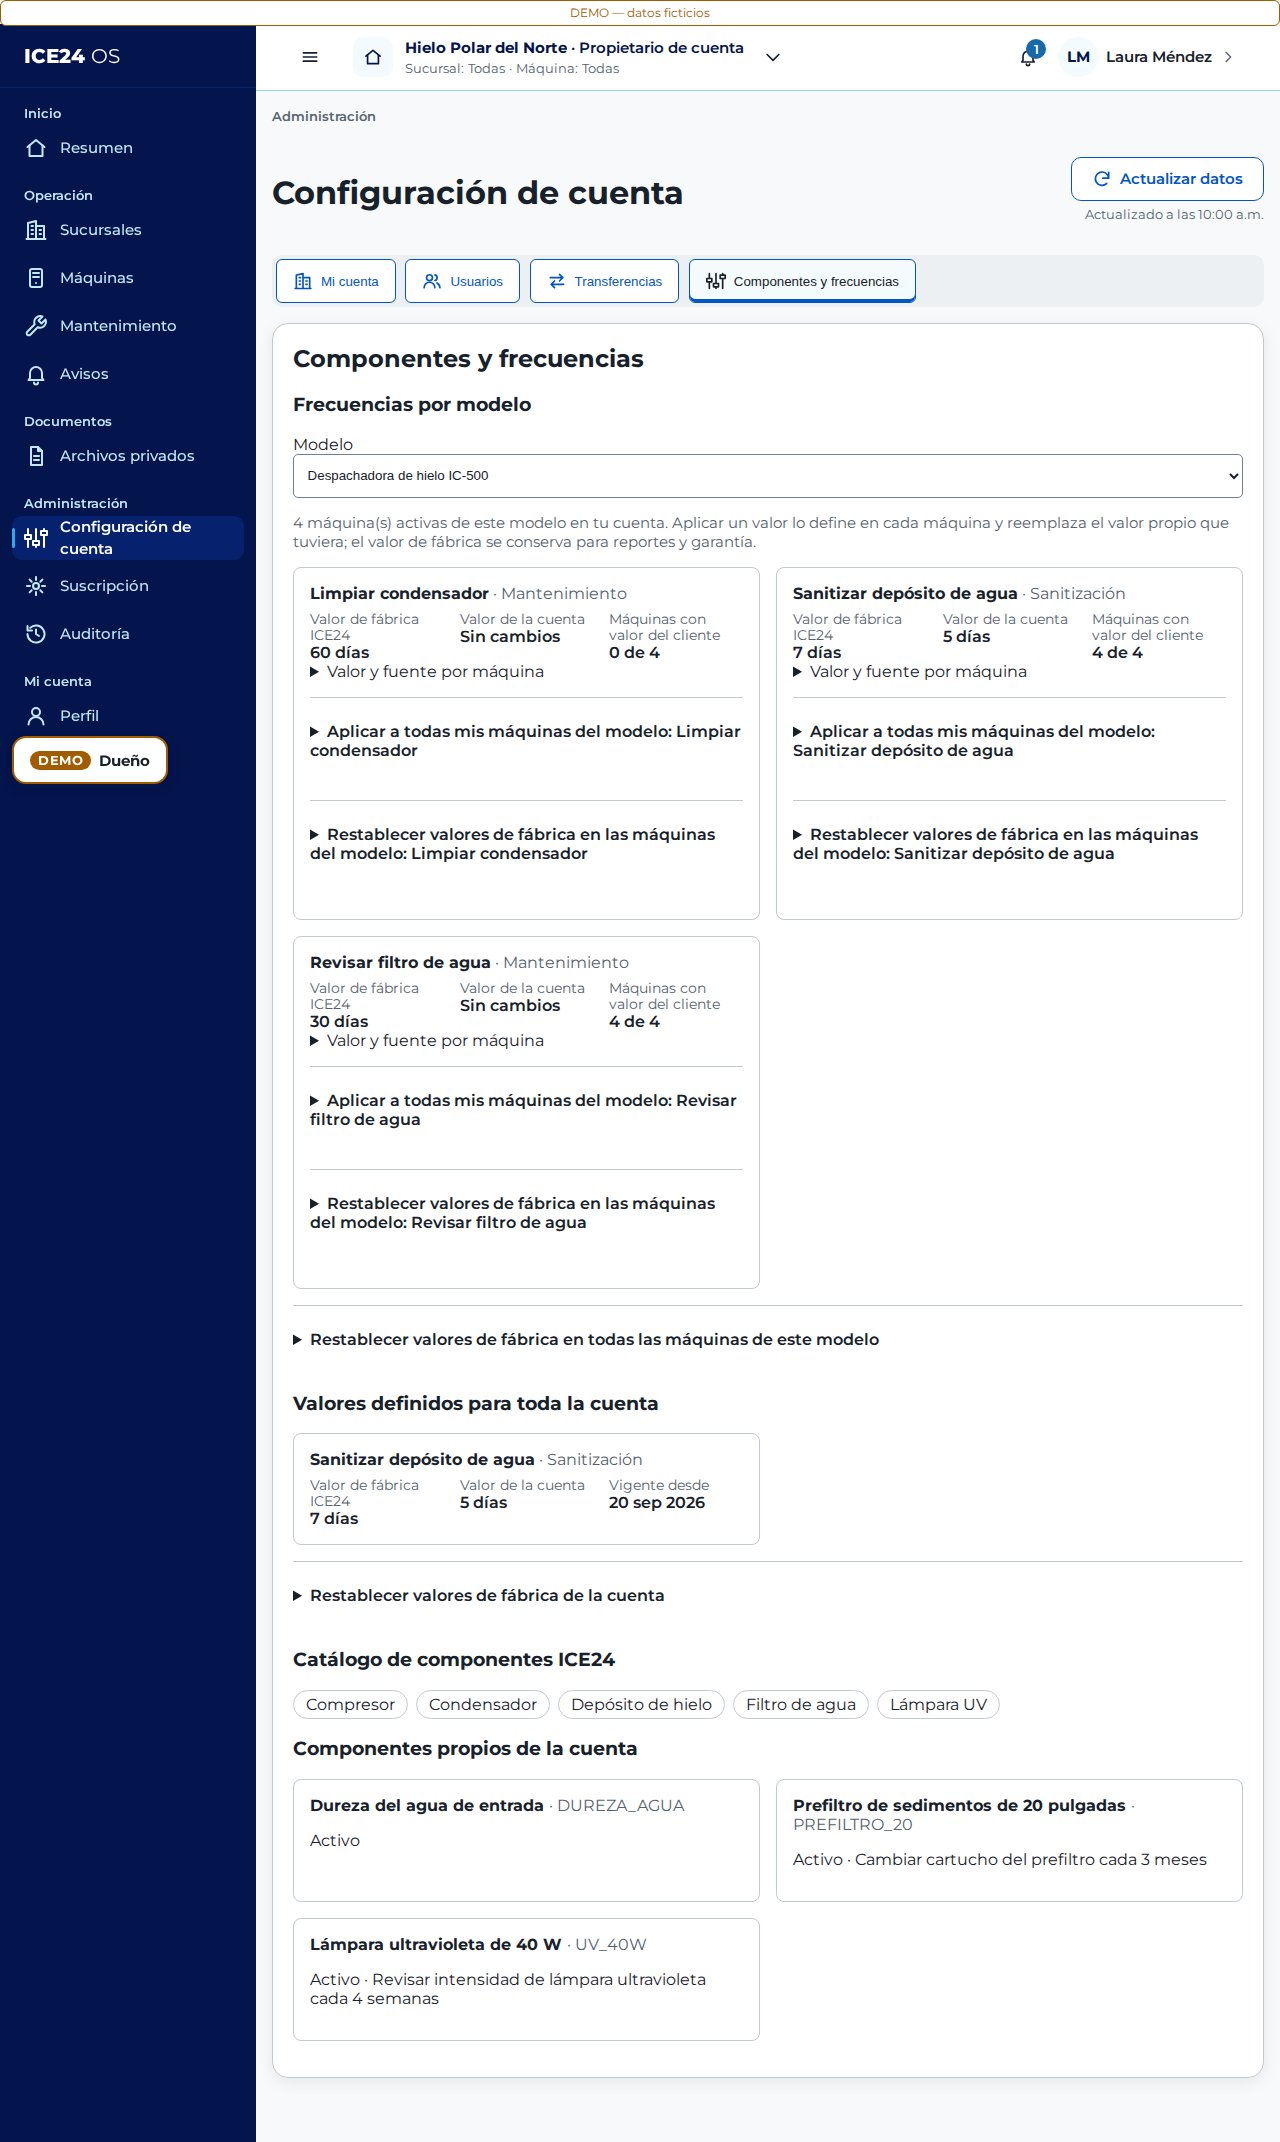 DEMO — datos ficticios
ICE24 OS
Hielo Polar del Norte · Propietario de cuenta
Sucursal: Todas · Máquina: Todas
1
LM
Laura Méndez
Inicio
Resumen
Operación
Sucursales
Máquinas
Mantenimiento
Avisos
Documentos
Archivos privados
Administración
Configuración de
cuenta
Suscripción
Auditoría
Mi cuenta
Perfil
DEMO Dueño
Administración
Configuración de cuenta
Actualizar datos
Actualizado a las 10:00 a.m.
Mi cuenta
Usuarios
Transferencias
Componentes y frecuencias
Componentes y frecuencias
Frecuencias por modelo
Modelo
Despachadora de hielo IC-500
4 máquina(s) activas de este modelo en tu cuenta. Aplicar un valor lo define en cada máquina y reemplaza el valor propio que
tuviera; el valor de fábrica se conserva para reportes y garantía.
Limpiar condensador · Mantenimiento
Valor de fábrica
ICE24
60 días
Valor de la cuenta
Sin cambios
Máquinas con
valor del cliente
0 de 4
Valor y fuente por máquina
Aplicar a todas mis máquinas del modelo: Limpiar
condensador
Restablecer valores de fábrica en las máquinas
del modelo: Limpiar condensador
Sanitizar depósito de agua · Sanitización
Valor de fábrica
ICE24
7 días
Valor de la cuenta
5 días
Máquinas con
valor del cliente
4 de 4
Valor y fuente por máquina
Aplicar a todas mis máquinas del modelo:
Sanitizar depósito de agua
Restablecer valores de fábrica en las máquinas
del modelo: Sanitizar depósito de agua
Revisar filtro de agua · Mantenimiento
Valor de fábrica
ICE24
30 días
Valor de la cuenta
Sin cambios
Máquinas con
valor del cliente
4 de 4
Valor y fuente por máquina
Aplicar a todas mis máquinas del modelo: Revisar
filtro de agua
Restablecer valores de fábrica en las máquinas
del modelo: Revisar filtro de agua
Restablecer valores de fábrica en todas las máquinas de este modelo
Valores definidos para toda la cuenta
Sanitizar depósito de agua · Sanitización
Valor de fábrica
ICE24
7 días
Valor de la cuenta
5 días
Vigente desde
20 sep 2026
Restablecer valores de fábrica de la cuenta
Catálogo de componentes ICE24
Compresor
Condensador
Depósito de hielo
Filtro de agua
Lámpara UV
Componentes propios de la cuenta
Dureza del agua de entrada · DUREZA_AGUA
Activo
Prefiltro de sedimentos de 20 pulgadas ·
PREFILTRO_20
Activo · Cambiar cartucho del prefiltro cada 3 meses
Lámpara ultravioleta de 40 W · UV_40W
Activo · Revisar intensidad de lámpara ultravioleta
cada 4 semanas